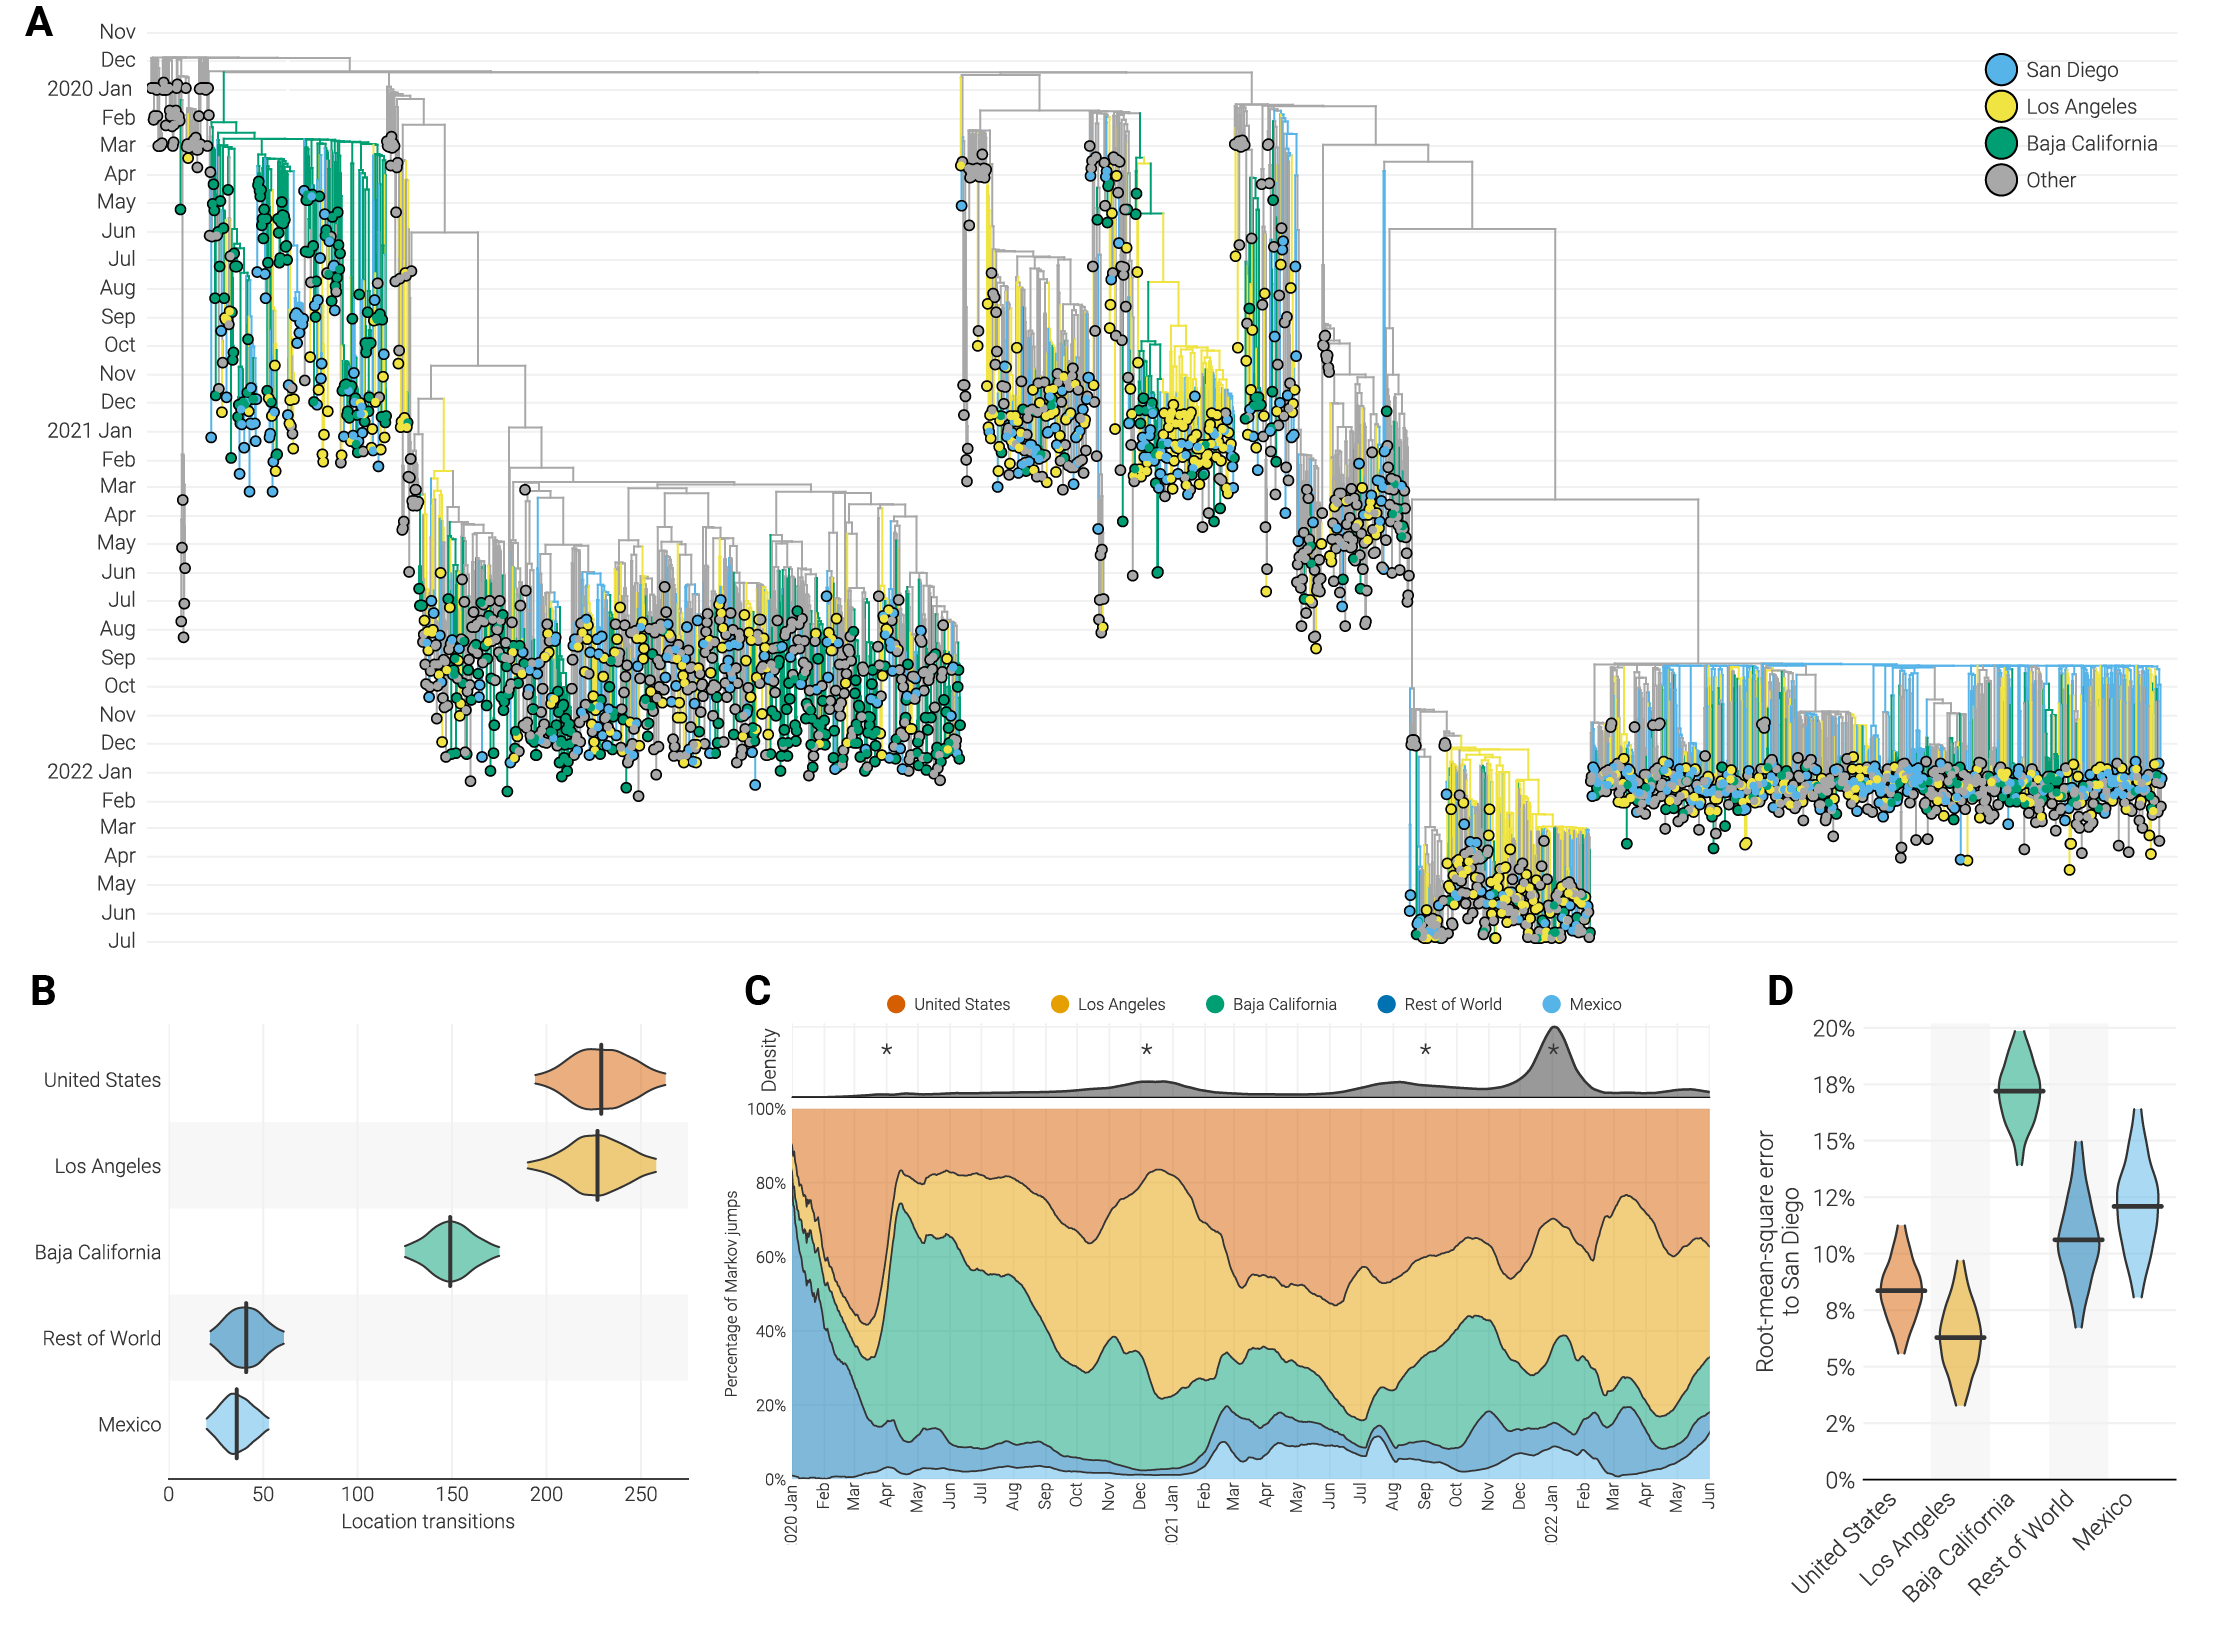 A
Nov
Dec
2020 Jan
Feb
Mar
Apr
May
Jun
Jul
Aug
Sep
Oct
Nov
Dec
2021 Jan
Feb
Mar
Apr
May
Jun
Jul
Aug
Sep
Oct
Nov
Dec
2022 Jan
Feb
Mar
Apr
May
Jun
Jul
San Diego
Los Angeles
Baja California
Other
B
United States
Los Angeles
Baja California
Rest of World
Mexico
0 50 100 150 200 250
Location transitions
C
United States Los Angeles Baja California Rest of World Mexico
Density
* * * *
Percentage of Markov jumps
100%
80%
60%
40%
20%
0%
020 Jan Feb Mar Apr May Jun Jul Aug Sep Oct Nov Dec 021 Jan Feb Mar Apr May Jun Jul Aug Sep Oct Nov Dec 022 Jan Feb Mar Apr May Jun
D
Root-mean-square error
to San Diego
20%
18%
15%
12%
10%
8%
5%
2%
0%
United States
Los Angeles
Baja California
Rest of World
Mexico